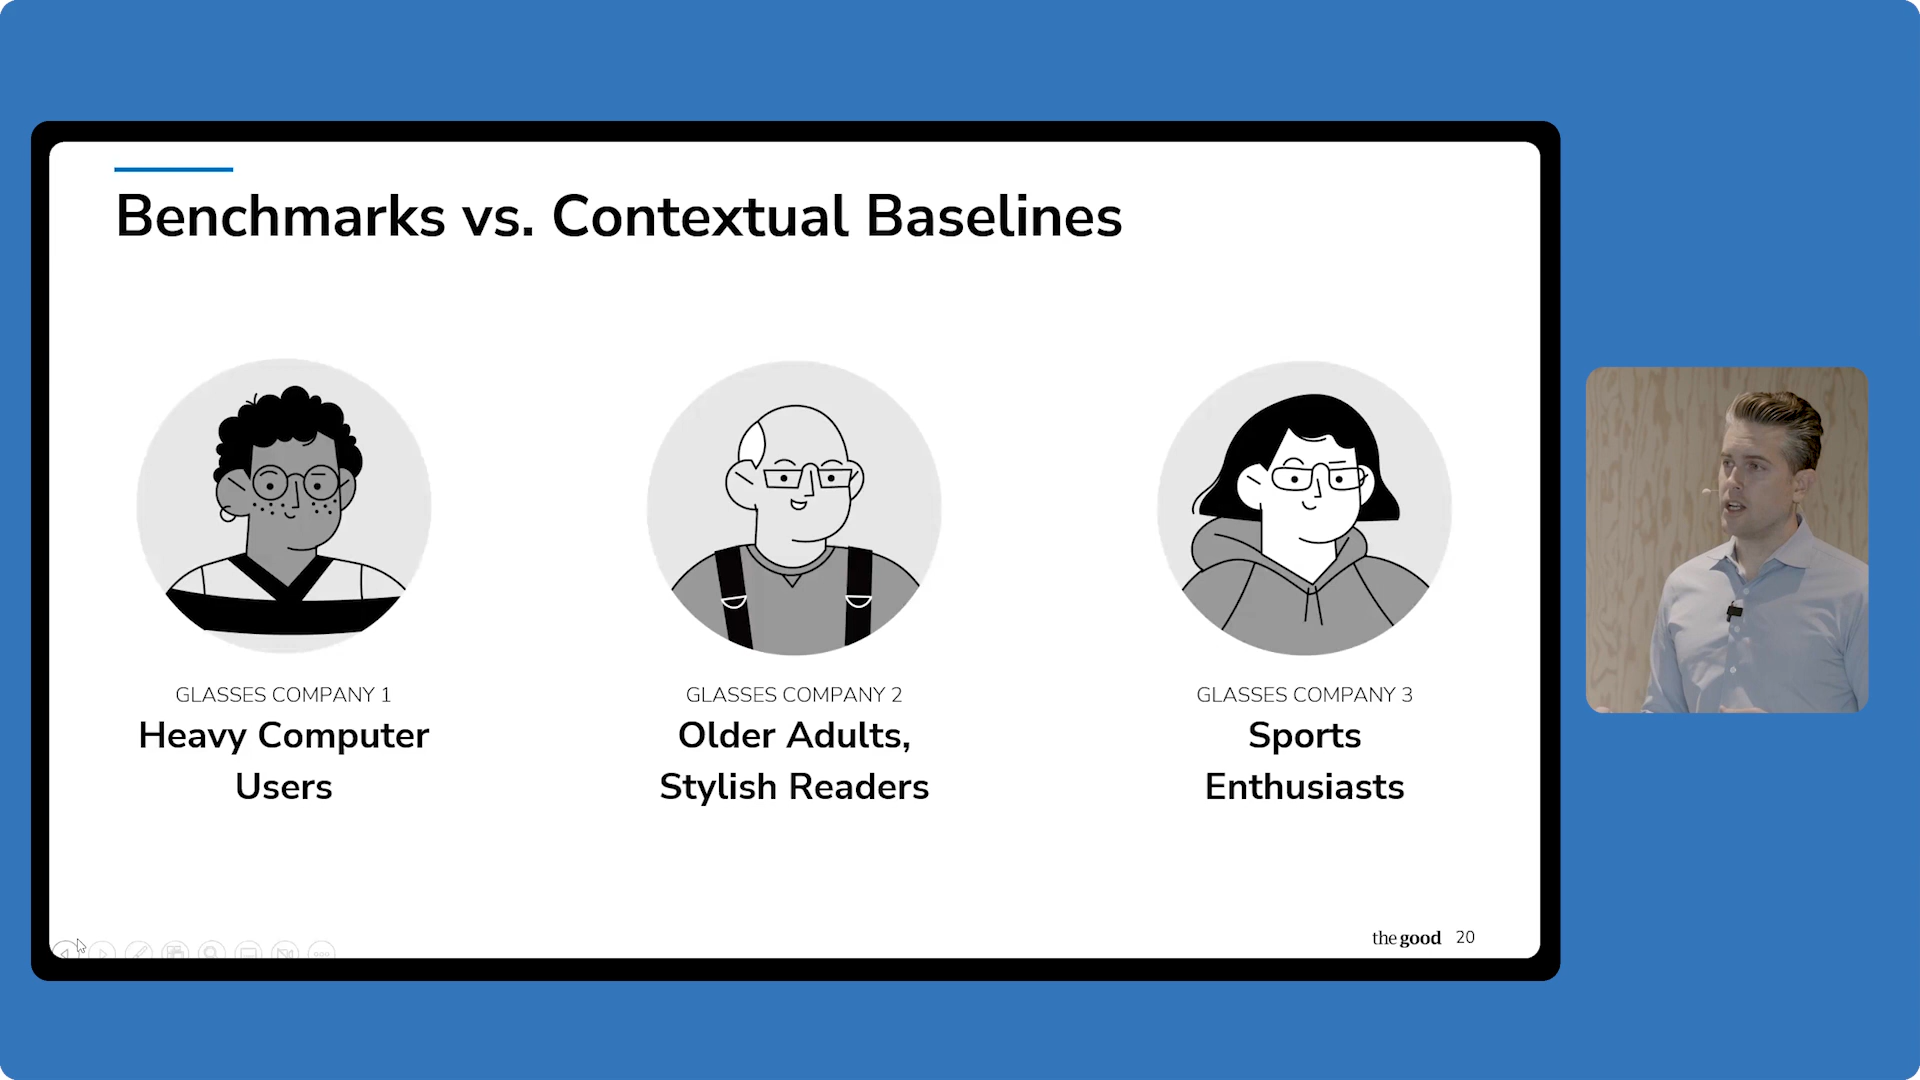 Benchmarks vs. Contextual Baselines
GLASSES COMPANY 1
Heavy Computer
Users
GLASSES COMPANY 2
Older Adults,
Stylish Readers
GLASSES COMPANY 3
Sports
Enthusiasts
the good 20